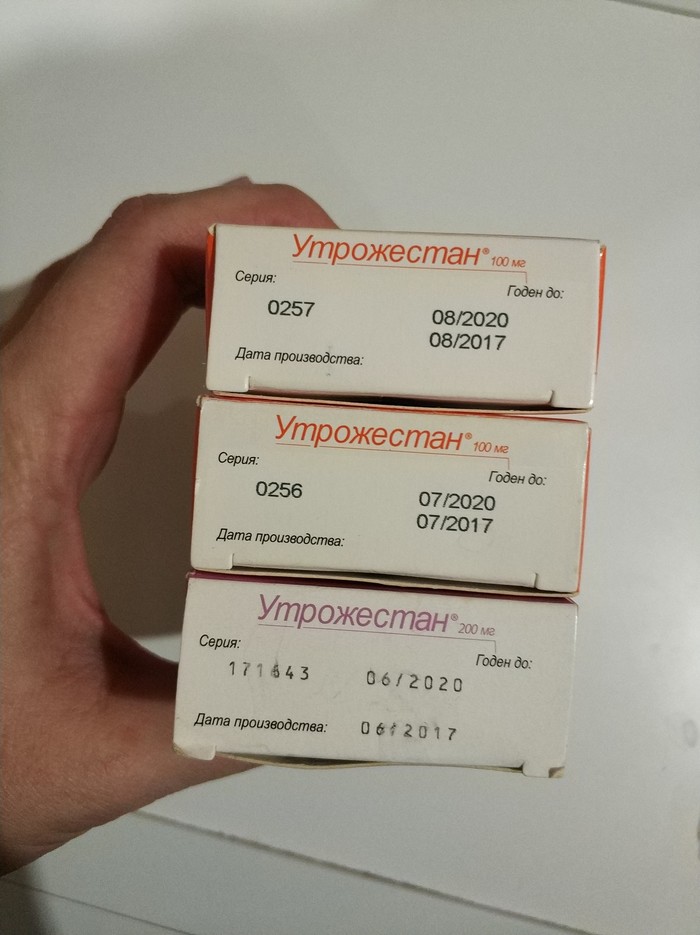 Утрожестан® 100 мг
Серия:
Годен до:
0257
08/2020
08/2017
Дата производства:
Утрожестан® 100 мг
Серия:
Годен до:
0256
07/2020
07/2017
Дата производства:
Утрожестан® 200 мг
Серия:
Годен до:
171643 06/2020
Дата производства: 06/2017